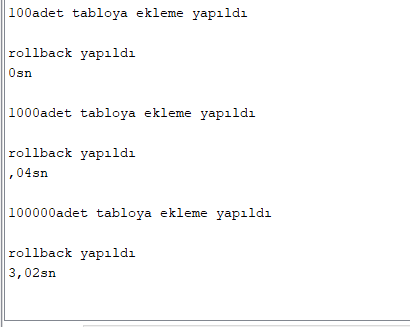 100adet tabloya ekleme yapıldı
rollback yapıldı
0sn
1000adet tabloya ekleme yapıldı
rollback yapıldı
,04sn
100000adet tabloya ekleme yapıldı
rollback yapıldı
3,02sn